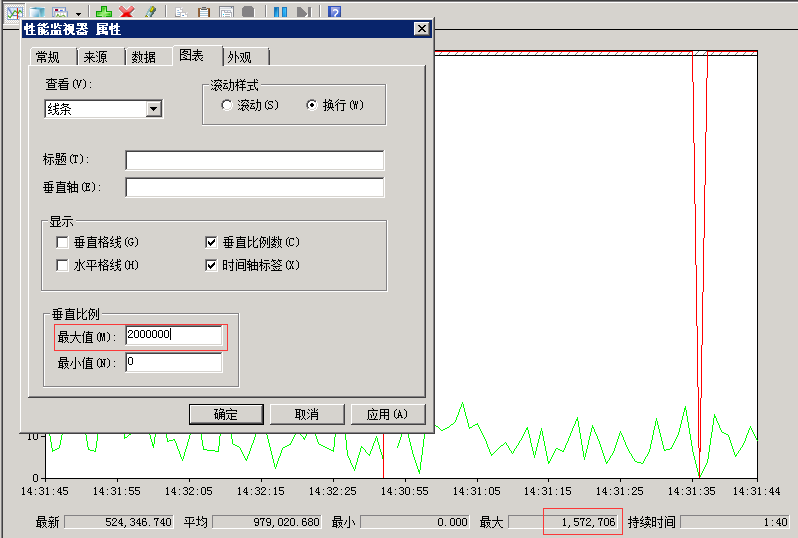 性能监视器 属性
常规 来源 数据 图表 外观
查看(V):
线条
滚动样式
滚动(S) 换行(W)
标题(T):
垂直轴(E):
显示
垂直格线(G) 垂直比例数(C)
水平格线(H) 时间轴标签(X)
垂直比例
最大值(M): 2000000
最小值(N): 0
确定 取消 应用(A)
10
0
14:31:45 14:31:55 14:32:05 14:32:15 14:32:25 14:30:55 14:31:05 14:31:15 14:31:25 14:31:35 14:31:44
最新 524,346.740 平均 979,020.680 最小 0.000 最大 1,572,706 持续时间 1:40